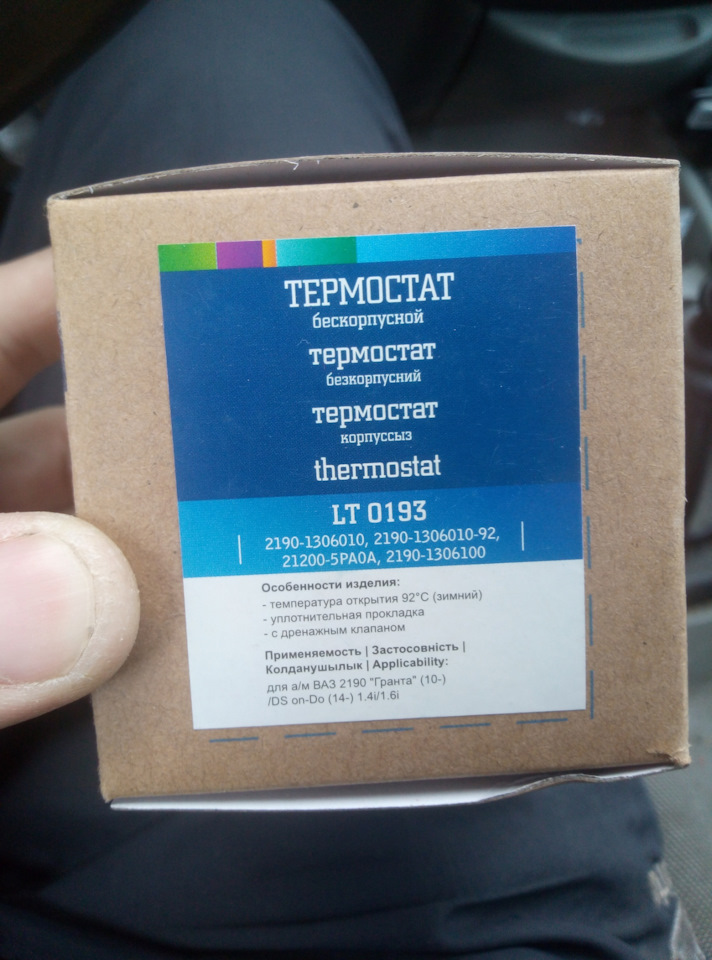 ТЕРМОСТАТ
бескорпусной
термостат
безкорпусний
термостат
корпуссыз
thermostat
LT 0193
2190-1306010, 2190-1306010-92,
21200-5PA0A, 2190-1306100
Особенности изделия:
- температура открытия 92°С (зимний)
- уплотнительная прокладка
- с дренажным клапаном
Применяемость | Застосовність |
Колданушылык | Applicability:
для а/м ВАЗ 2190 "Гранта" (10-)
/DS on-Do (14-) 1.4i/1.6i